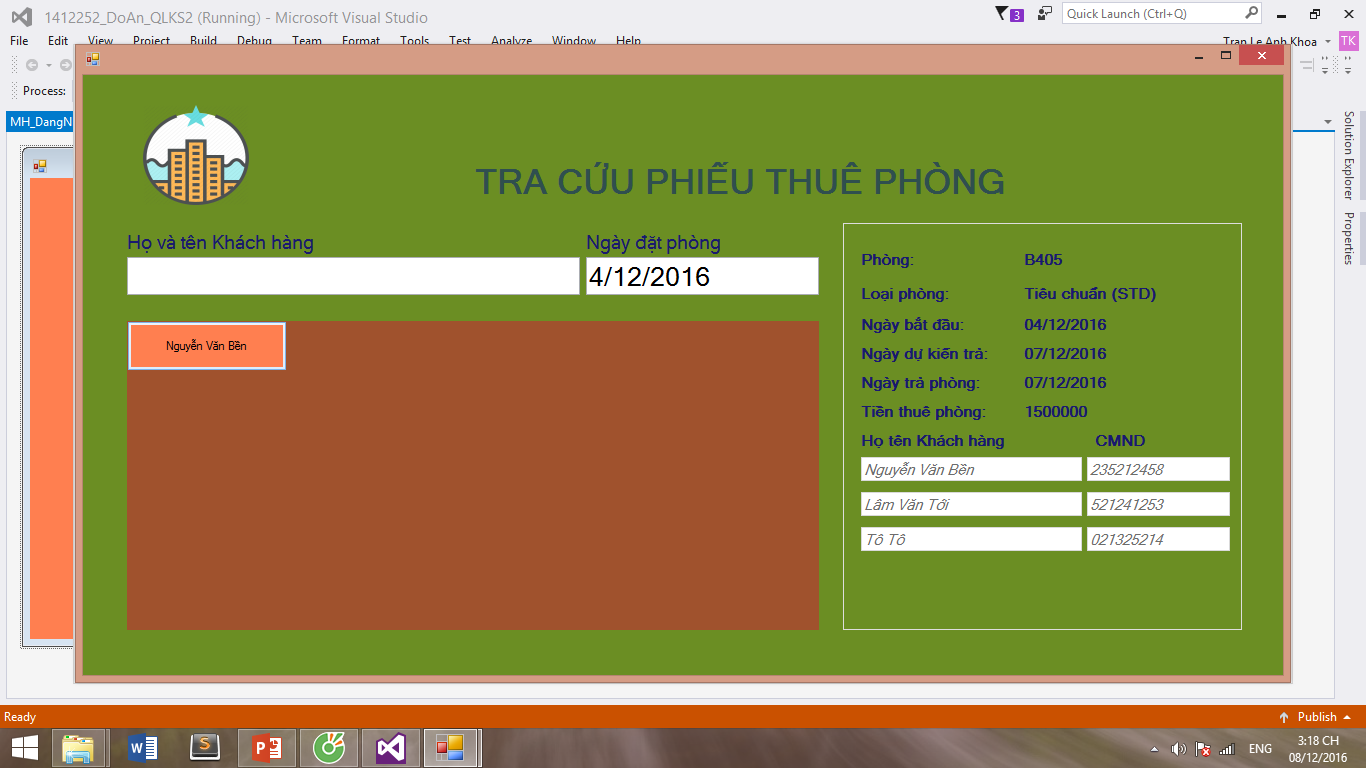 1412252_DoAn_QLKS2 (Running) - Microsoft Visual Studio
3
Quick Launch (Ctrl+Q)
File Edit View Project Build Debug Team Format Tools Test Analyze Window Help
Tran Le Anh Khoa TK
Process:
MH_DangN
Solution Explorer
Properties
TRA CỨU PHIẾU THUÊ PHÒNG
Họ và tên Khách hàng Ngày đặt phòng
4/12/2016
Nguyễn Văn Bền
Phòng: B405
Loại phòng: Tiêu chuẩn (STD)
Ngày bắt đầu: 04/12/2016
Ngày dự kiến trả: 07/12/2016
Ngày trả phòng: 07/12/2016
Tiền thuê phòng: 1500000
Họ tên Khách hàng CMND
Nguyễn Văn Bền 235212458
Lâm Văn Tới 521241253
Tô Tô 021325214
Ready
Publish
ENG
3:18 CH
08/12/2016